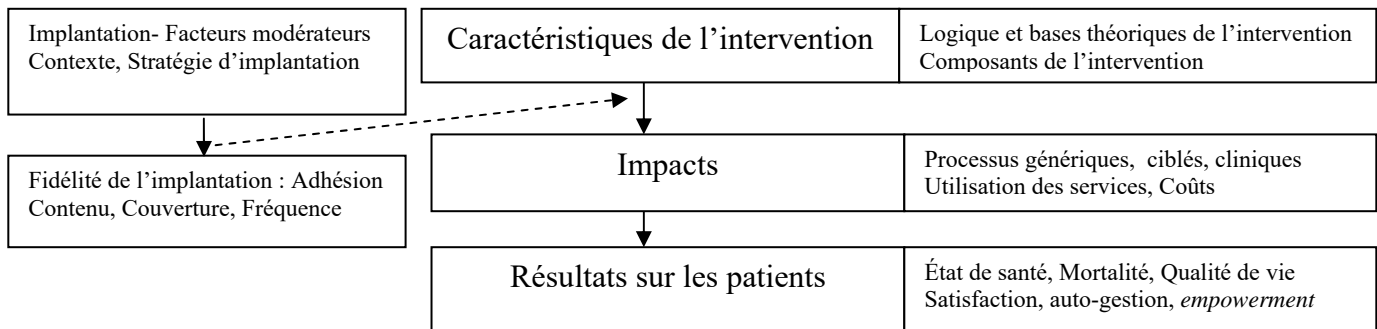 Implantation- Facteurs modérateurs
Contexte, Stratégie d’implantation
Caractéristiques de l’intervention
Logique et bases théoriques de l’intervention
Composants de l’intervention
Fidélité de l’implantation : Adhésion
Contenu, Couverture, Fréquence
Impacts
Processus génériques, ciblés, cliniques
Utilisation des services, Coûts
Résultats sur les patients
État de santé, Mortalité, Qualité de vie
Satisfaction, auto-gestion, empowerment